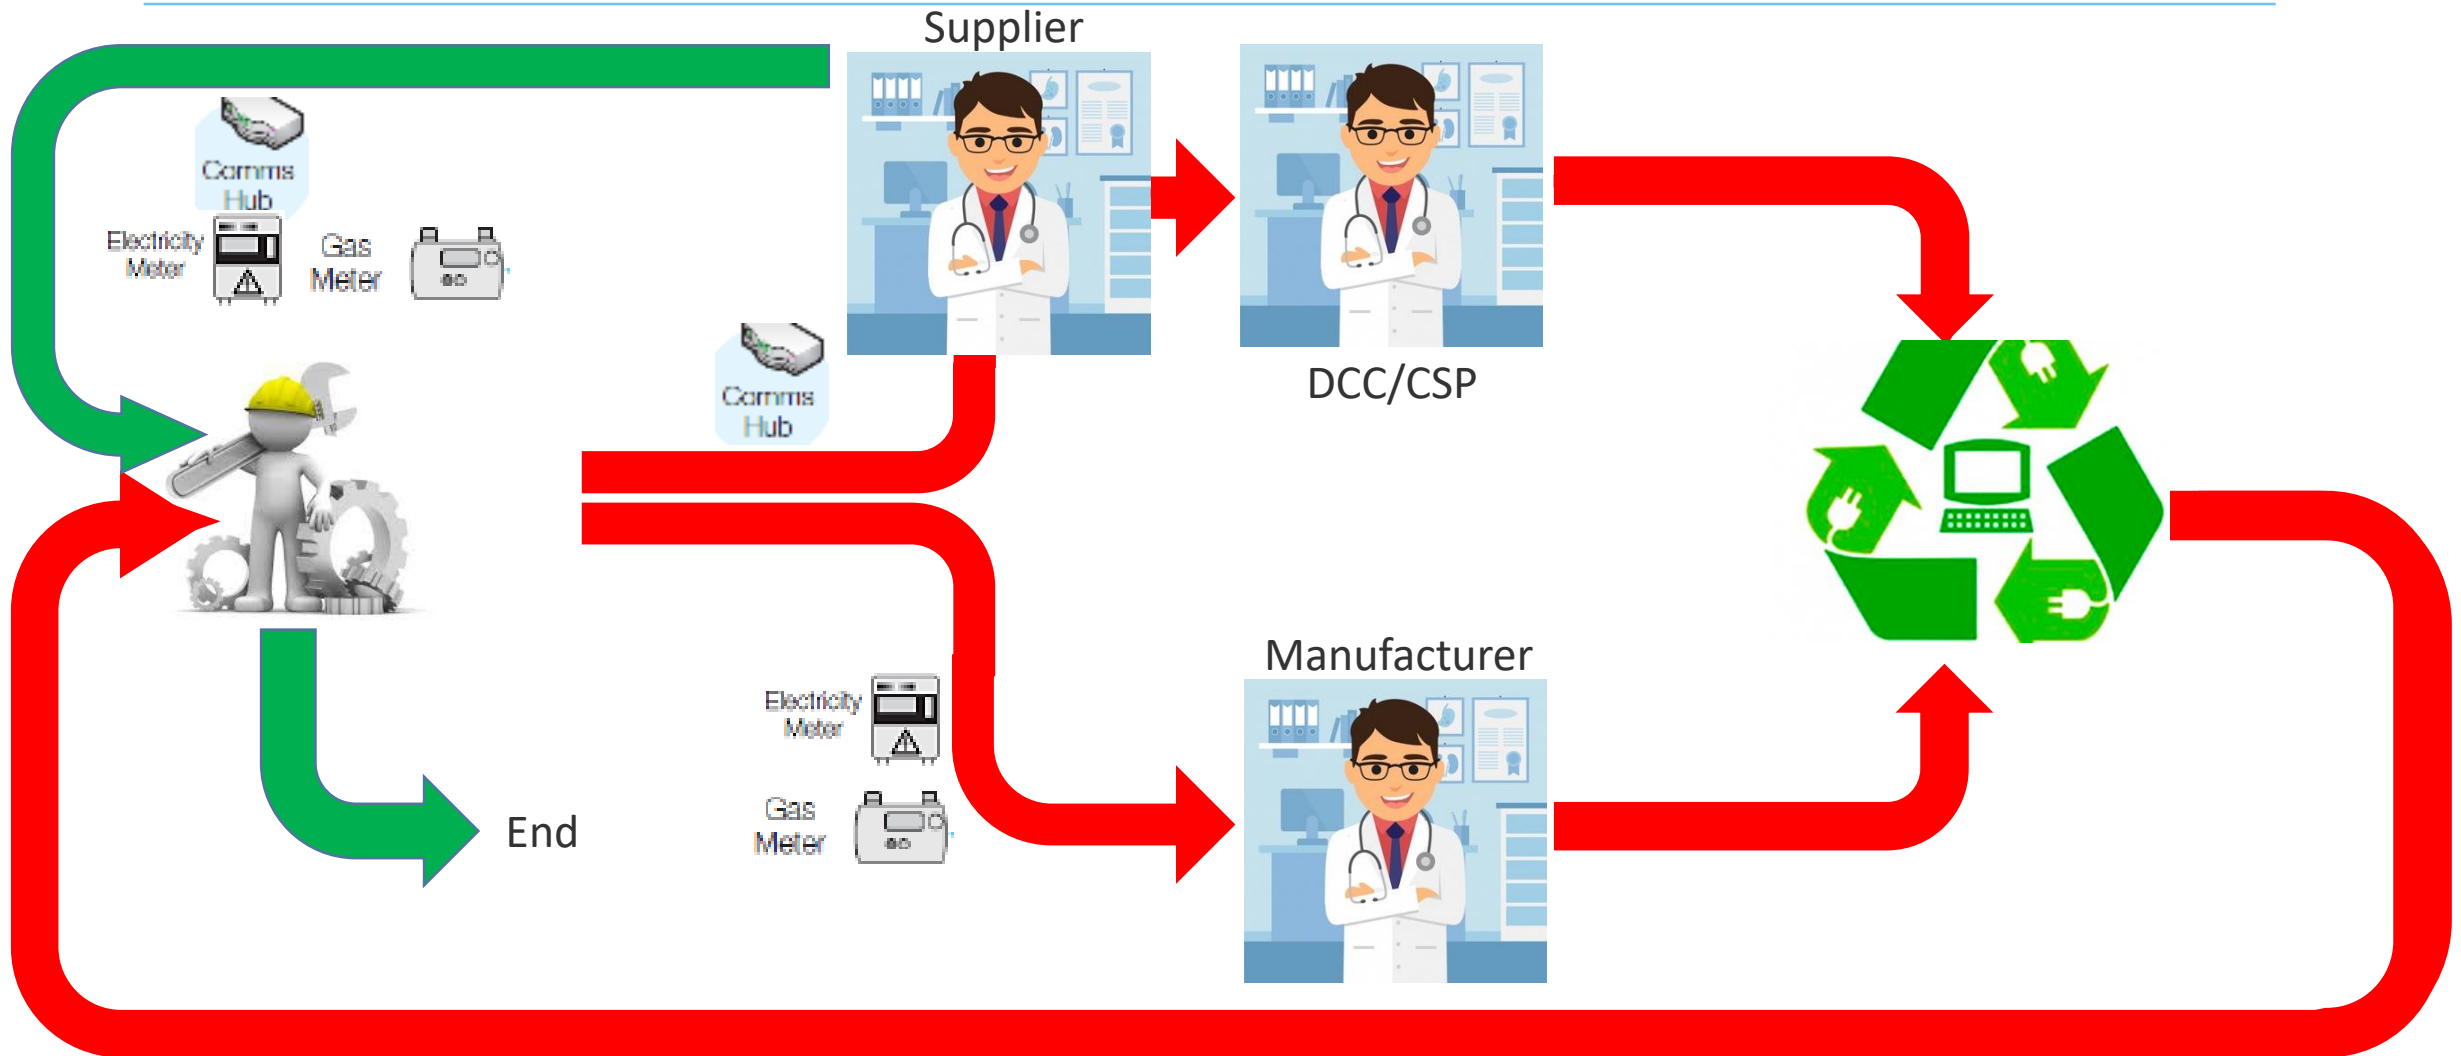 Supplier
Comms
Hub
Electricity
Meter
Gas
Meter
Comms
Hub
DCC/CSP
Manufacturer
Electricity
Meter
Gas
Meter
End